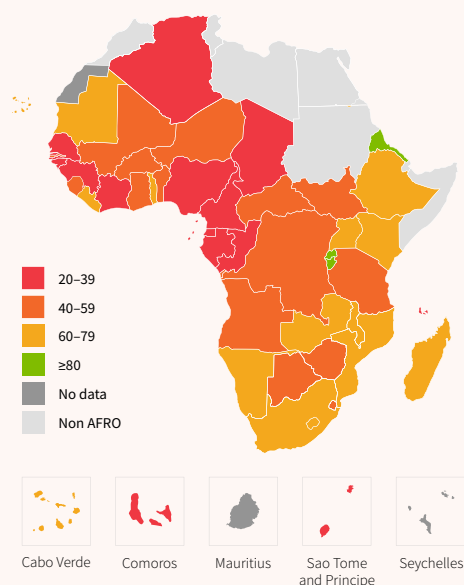 20–39
40–59
60–79
≥80
No data
Non AFRO
Cabo Verde
Comoros
Mauritius
Sao Tome
and Principe
Seychelles